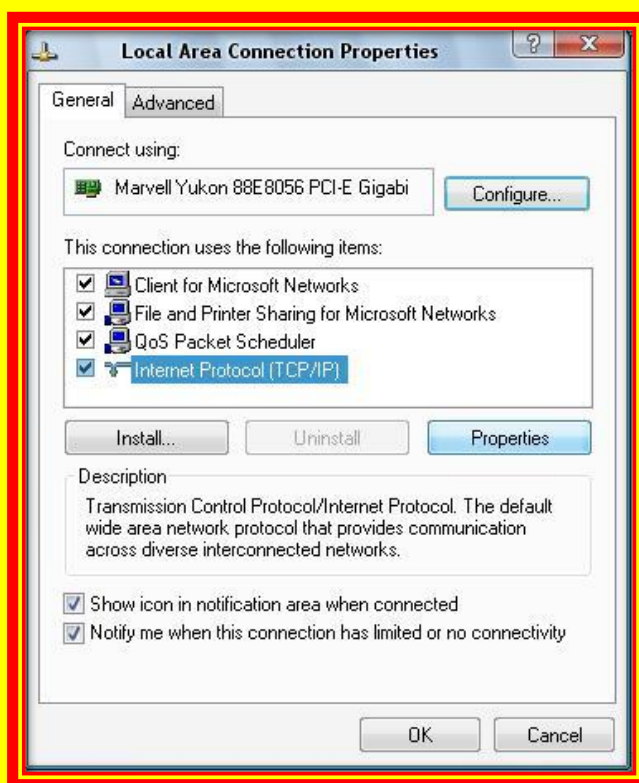 Local Area Connection Properties
?
General
Advanced
Connect using:
Marvell Yukon 88E8056 PCI-E Gigabi
Configure...
This connection uses the following items:
Client for Microsoft Networks
File and Printer Sharing for Microsoft Networks
QoS Packet Scheduler
Internet Protocol (TCP/IP)
Install...
Uninstall
Properties
Description
Transmission Control Protocol/Internet Protocol. The default
wide area network protocol that provides communication
across diverse interconnected networks.
Show icon in notification area when connected
Notify me when this connection has limited or no connectivity
OK
Cancel